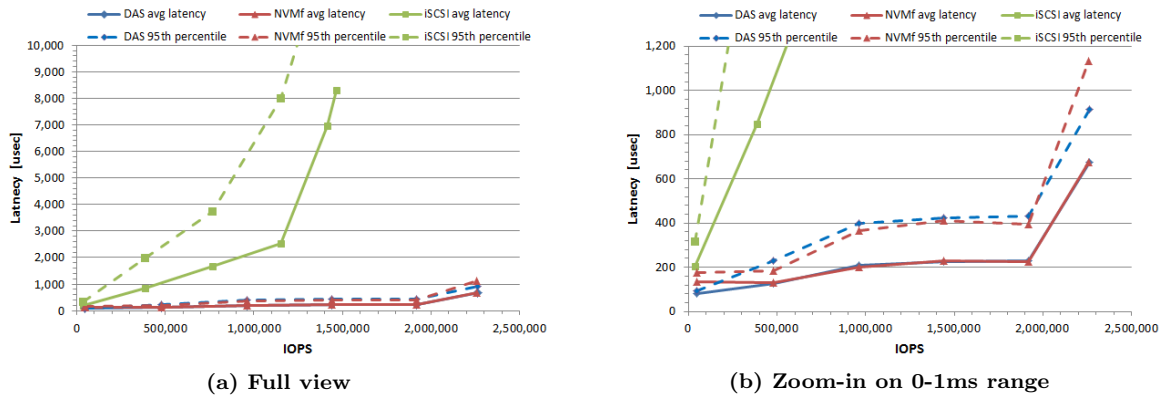 DAS avg latency NVMf avg latency iSCSI avg latency
DAS 95th percentile NVMf 95th percentile iSCSI 95th percentile
10,000
9,000
8,000
7,000
6,000
5,000
4,000
3,000
2,000
1,000
0
Latnecy [usec]
0 500,000 1,000,000 1,500,000 2,000,000 2,500,000
IOPS
(a) Full view
DAS avg latency NVMf avg latency iSCSI avg latency
DAS 95th percentile NVMf 95th percentile iSCSI 95th percentile
1,200
1,000
800
600
400
200
0
Latnecy [usec]
0 500,000 1,000,000 1,500,000 2,000,000 2,500,000
IOPS
(b) Zoom-in on 0-1ms range